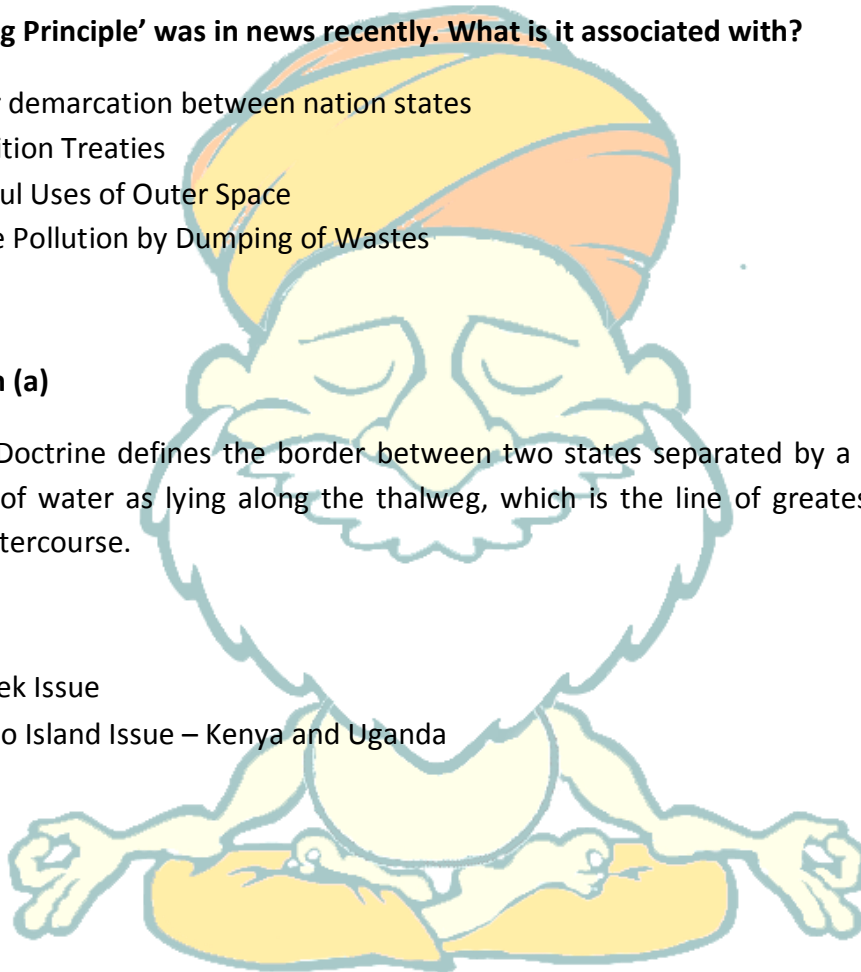 g Principle’ was in news recently. What is it associated with?
demarcation between nation states
ition Treaties
ul Uses of Outer Space
e Pollution by Dumping of Wastes
n (a)
Doctrine defines the border between two states separated by a
of water as lying along the thalweg, which is the line of greates
tercourse.
ek Issue
o Island Issue – Kenya and Uganda